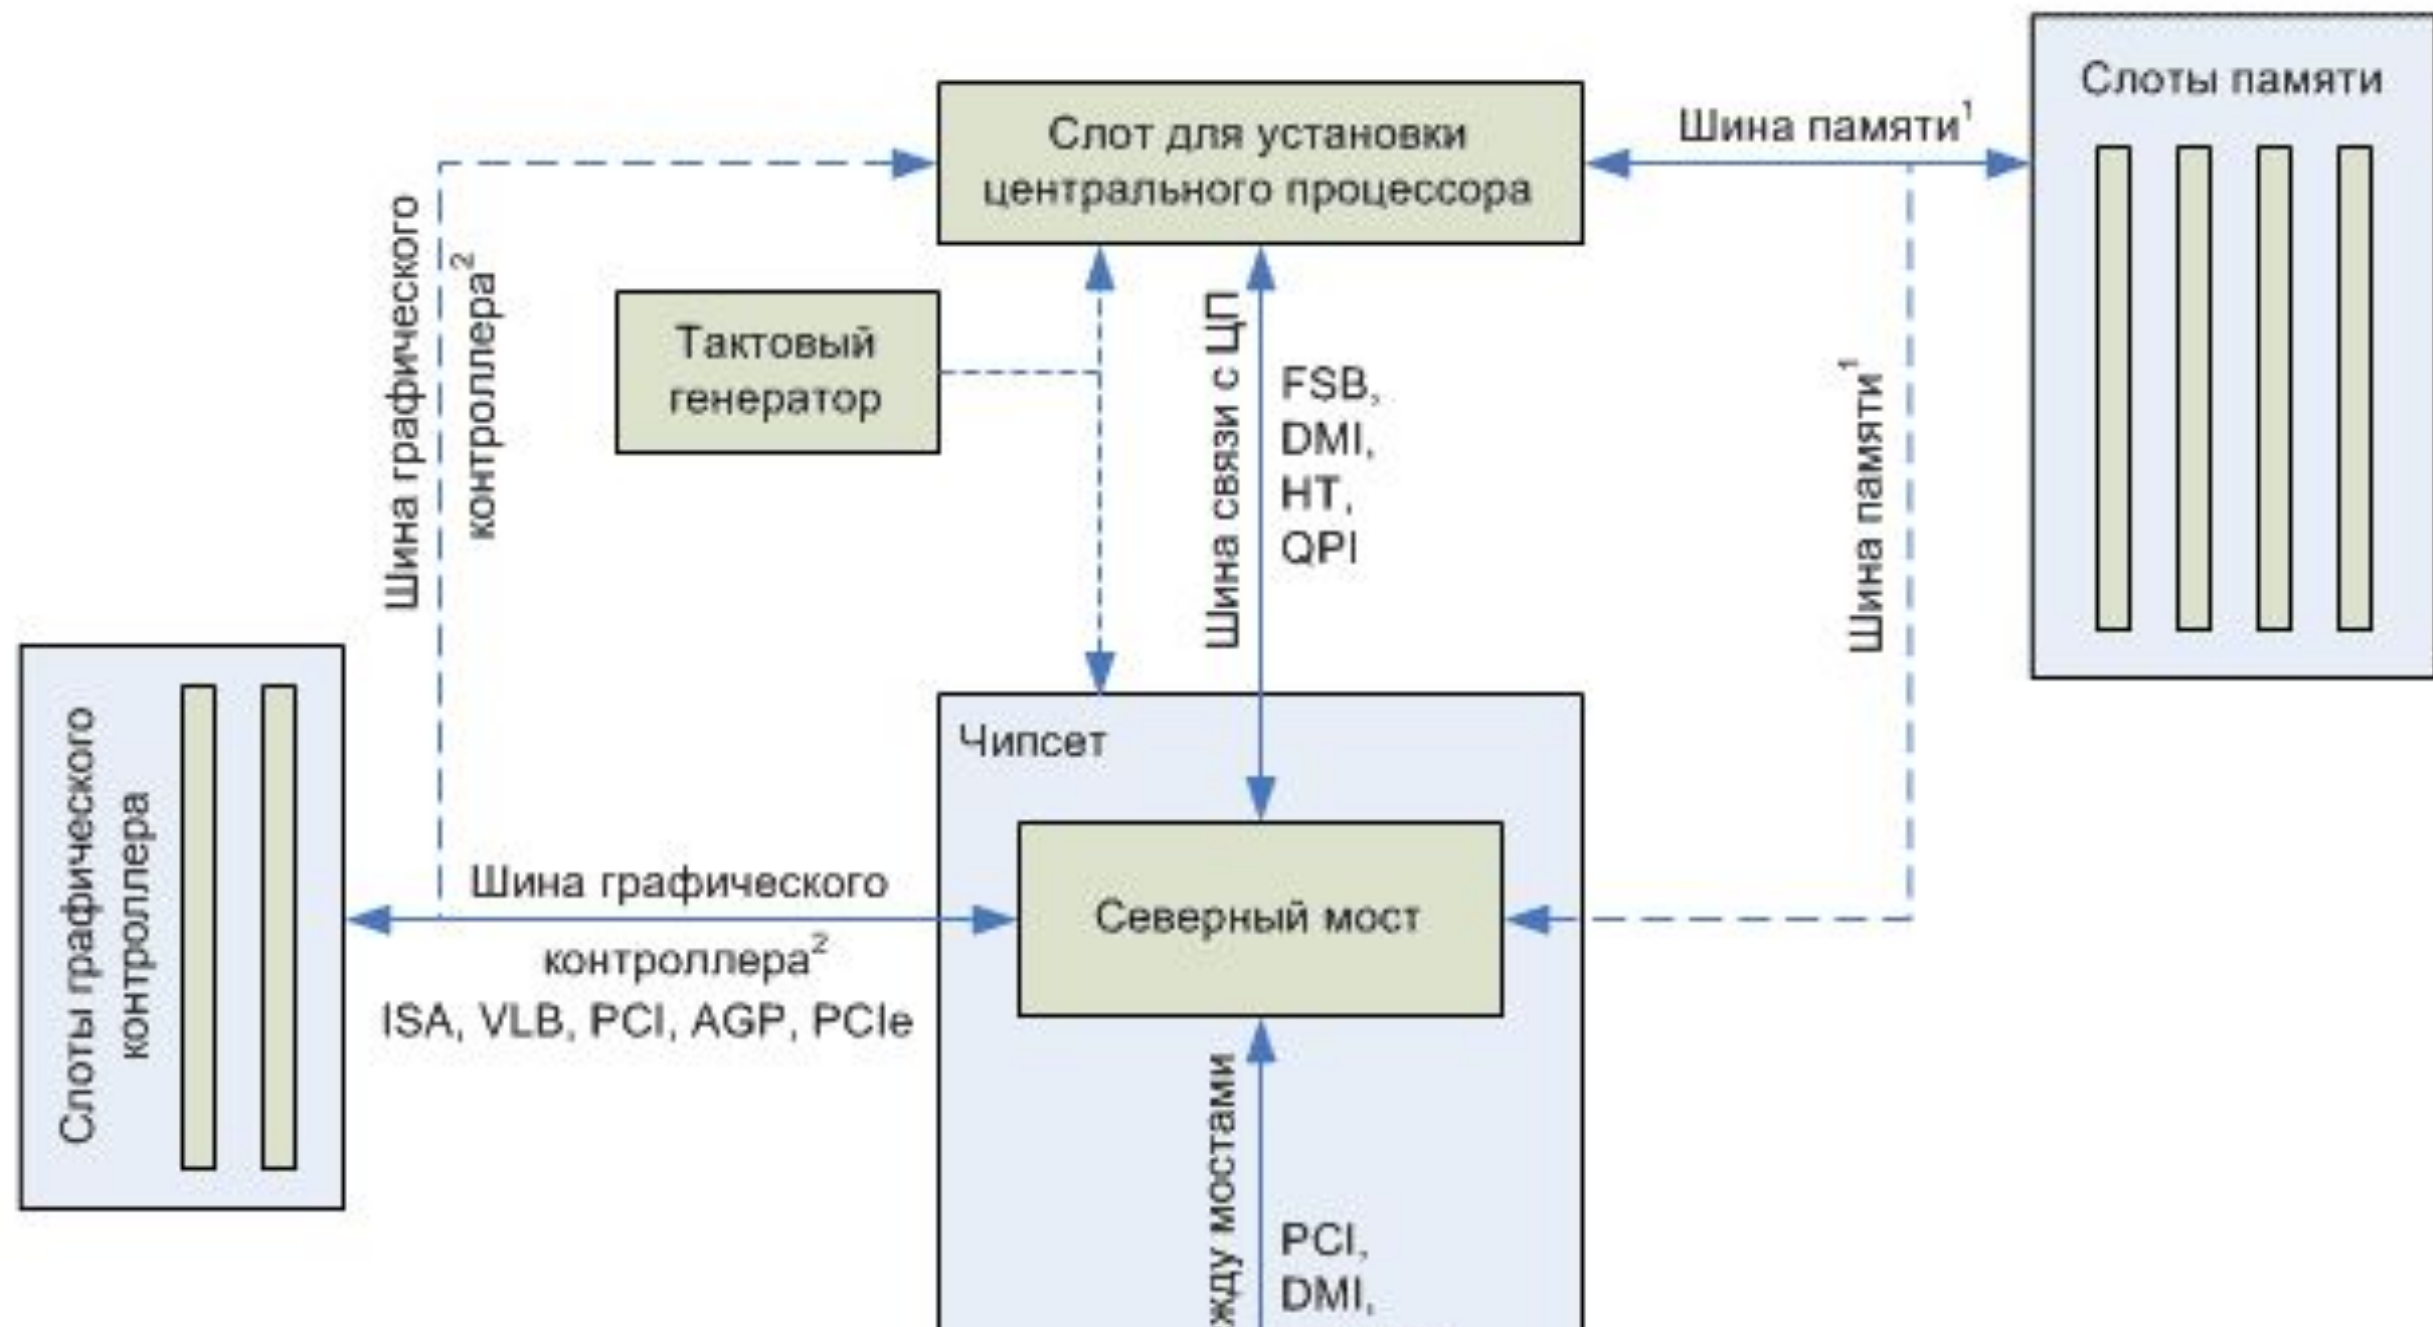 Слоты памяти
Слот для установки
центрального процессора
Шина памяти¹
Шина графического
контроллера²
Тактовый
генератор
Шина связи с ЦП
FSB,
DMI,
HT,
QPI
Шина памяти¹
Слоты графического
контроллера
Чипсет
Шина графического
контроллера²
ISA, VLB, PCI, AGP, PCIe
Северный мост
мостами
PCI,
DMI,